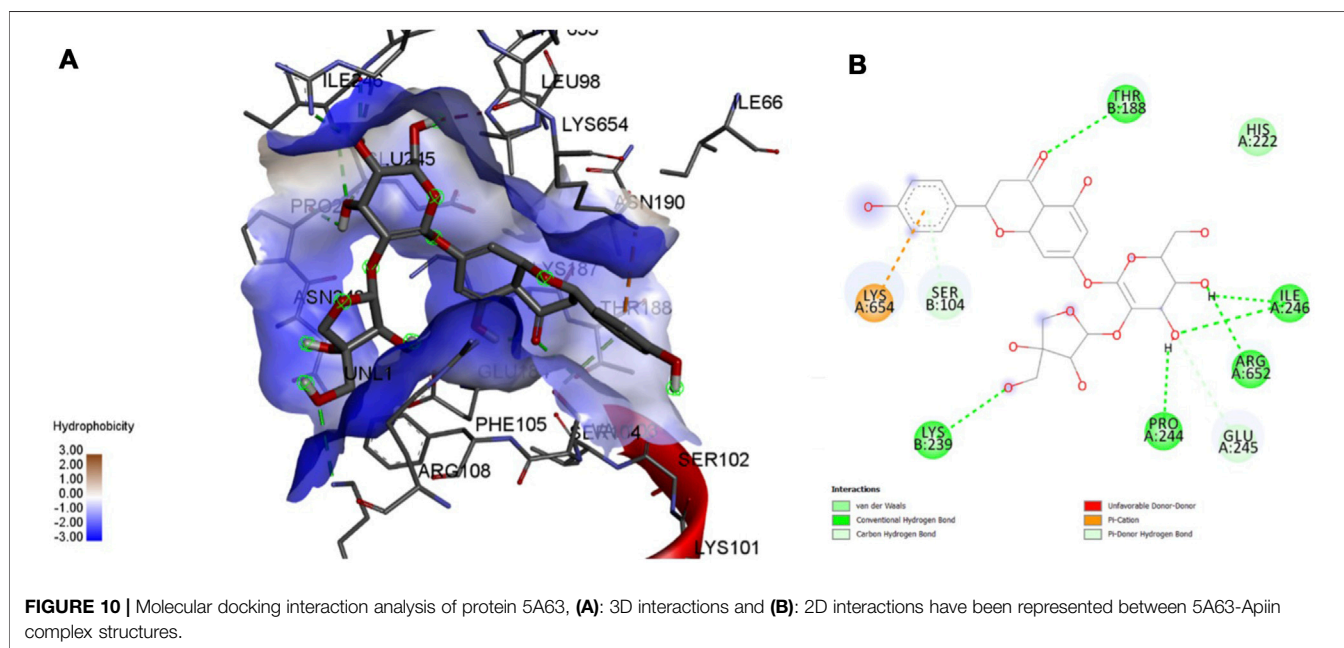 A
ILE246
LEU98
LYS654
ILE66
GLU245
ASN190
LYS187
THR188
UNL1
PHE105
ARG108
SER102
LYS101
Hydrophobicity
3.00
2.00
1.00
0.00
-1.00
-2.00
-3.00
B
THR
B:188
HIS
A:222
O
O
O
O
O
O
O
LYS
A:654
SER
B:104
O
H
ILE
A:246
O
O
O
H
O
O
O
ARG
A:652
LYS
B:239
PRO
A:244
GLU
A:245
Interactions
van der Waals
Conventional Hydrogen Bond
Carbon Hydrogen Bond
Unfavorable Donor-Donor
Pi-Cation
Pi-Donor Hydrogen Bond
FIGURE 10 | Molecular docking interaction analysis of protein 5A63, (A): 3D interactions and (B): 2D interactions have been represented between 5A63-Apiin
complex structures.